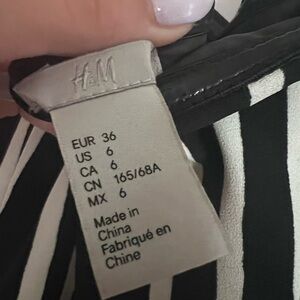 H&M
EUR 36
US 6
CA 6
CN 165/68A
MX 6
Made in
China
Fabriqué en
Chine